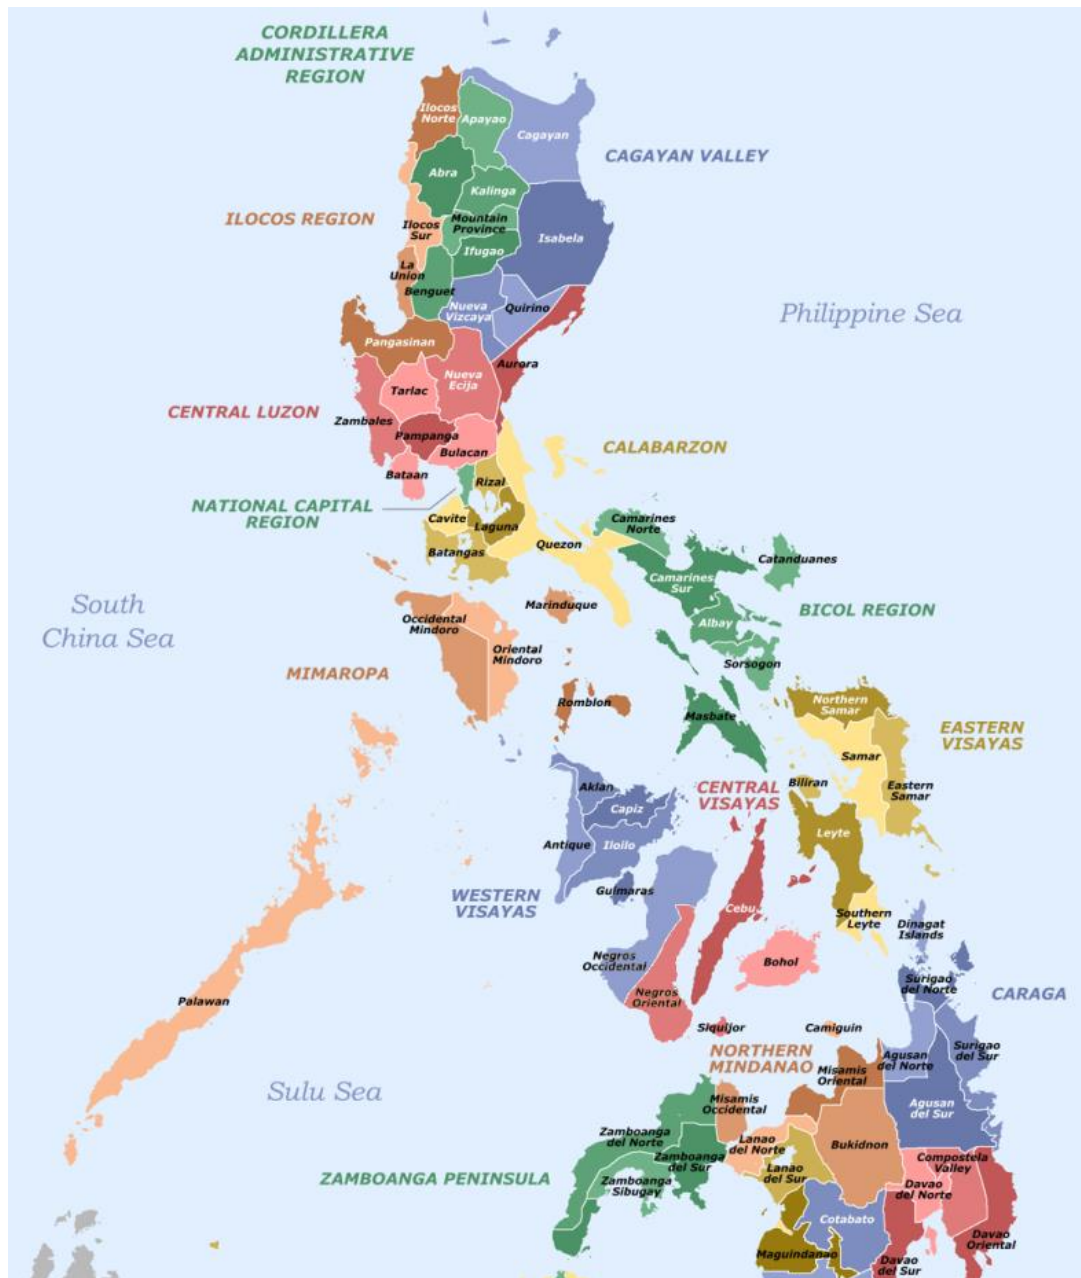 CORDILLERA
ADMINISTRATIVE
REGION
Ilocos
Norte
Apayao
Cagayan
CAGAYAN VALLEY
Abra
Kalinga
ILOCOS REGION
Ilocos
Sur
Mountain
Province
Isabela
Ifugao
La
Union
Benguet
Nueva
Vizcaya
Quirino
Philippine Sea
Pangasinan
Aurora
Nueva
Ecija
Tarlac
CENTRAL LUZON
Zambales
Pampanga
Bulacan
CALABARZON
Bataan
Rizal
NATIONAL CAPITAL
REGION
Cavite
Laguna
Camarines
Norte
Batangas
Quezon
Catanduanes
Camarines
Sur
South
China Sea
Marinduque
BICOL REGION
Occidental
Mindoro
Albay
Oriental
Mindoro
Sorsogon
MIMAROPA
Romblon
Northern
Samar
Masbate
EASTERN
VISAYAS
Samar
CENTRAL
VISAYAS
Biliran
Eastern
Samar
Aklan
Capiz
Leyte
Antique
Iloilo
Guimaras
WESTERN
VISAYAS
Cebu
Southern
Leyte
Dinagat
Islands
Negros
Occidental
Bohol
Surigao
del Norte
CARAGA
Negros
Oriental
Palawan
Siquijor
Camiguin
Surigao
del Sur
NORTHERN
MINDANAO
Agusan
del Norte
Misamis
Oriental
Sulu Sea
Misamis
Occidental
Agusan
del Sur
Zamboanga
del Norte
Lanao
del Norte
Bukidnon
Zamboanga
del Sur
Compostela
Valley
ZAMBOANGA PENINSULA
Lanao
del Sur
Zamboanga
Sibugay
Davao
del Norte
Cotabato
Davao
Oriental
Maguindanao
Davao
del Sur